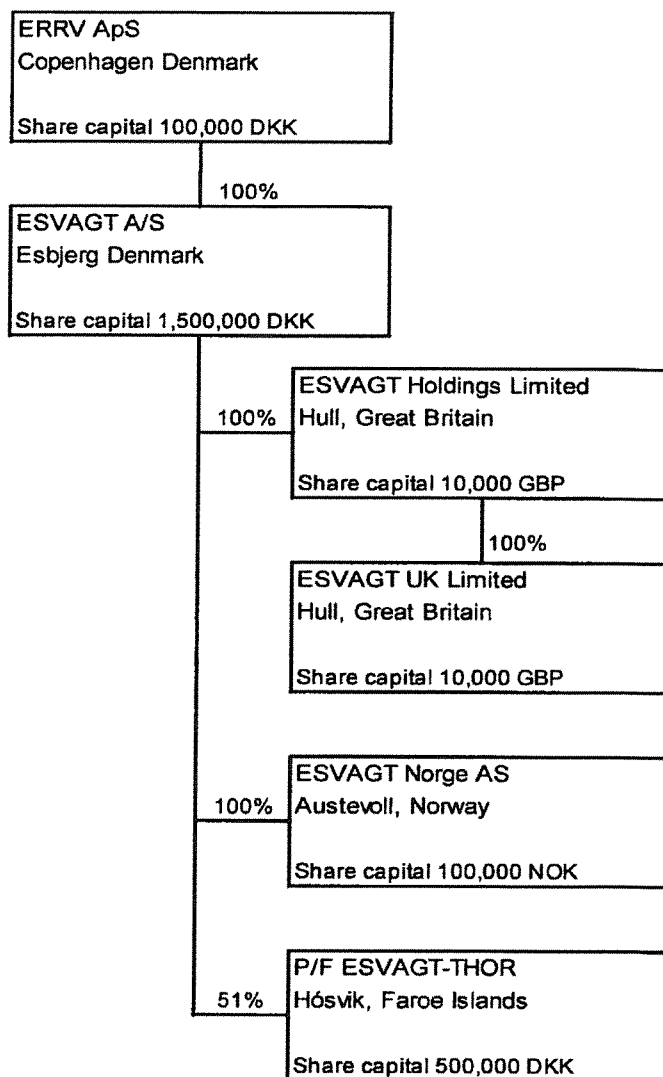 ERRV ApS
Copenhagen Denmark
Share capital 100,000 DKK
100%
ESVAGT A/S
Esbjerg Denmark
Share capital 1,500,000 DKK
ESVAGT Holdings Limited
100%
Hull, Great Britain
Share capital 10,000 GBP
100%
ESVAGT UK Limited
Hull, Great Britain
Share capital 10,000 GBP
ESVAGT Norge AS
100%
Austevoll, Norway
Share capital 100,000 NOK
P/F ESVAGT-THOR
51%
Hósvik, Faroe Islands
Share capital 500,000 DKK